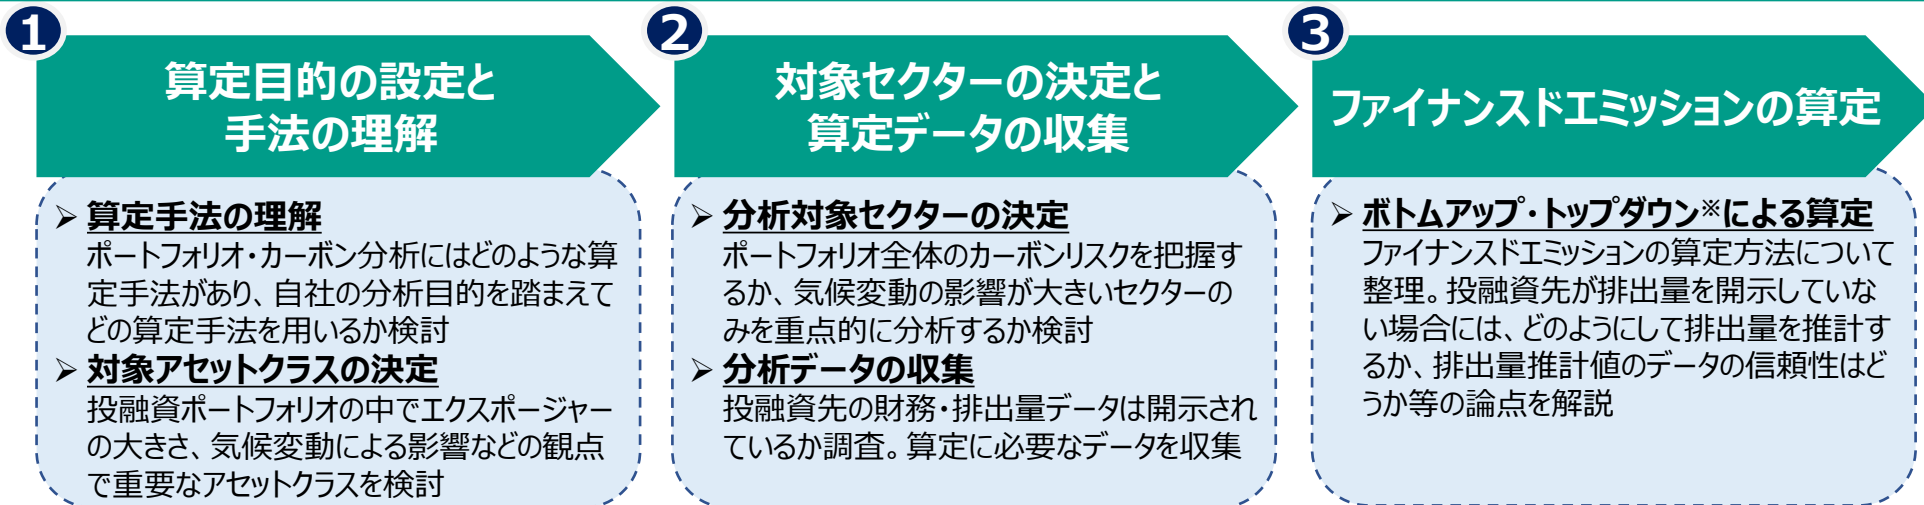 1
算定目的の設定と
手法の理解
➢ 算定手法の理解
ポートフォリオ・カーボン分析にはどのような算
定手法があり、自社の分析目的を踏まえて
どの算定手法を用いるか検討
➢ 対象アセットクラスの決定
投融資ポートフォリオの中でエクスポージャー
の大きさ、気候変動による影響などの観点
で重要なアセットクラスを検討
2
対象セクターの決定と
算定データの収集
➢ 分析対象セクターの決定
ポートフォリオ全体のカーボンリスクを把握す
るか、気候変動の影響が大きいセクターの
みを重点的に分析するか検討
➢ 分析データの収集
投融資先の財務・排出量データは開示され
ているか調査。算定に必要なデータを収集
3
ファイナンスドエミッションの算定
➢ ボトムアップ・トップダウン※による算定
ファイナンスドエミッションの算定方法について
整理。投融資先が排出量を開示していな
い場合には、どのようにして排出量を推計す
るか、排出量推計値のデータの信頼性はど
うか等の論点を解説